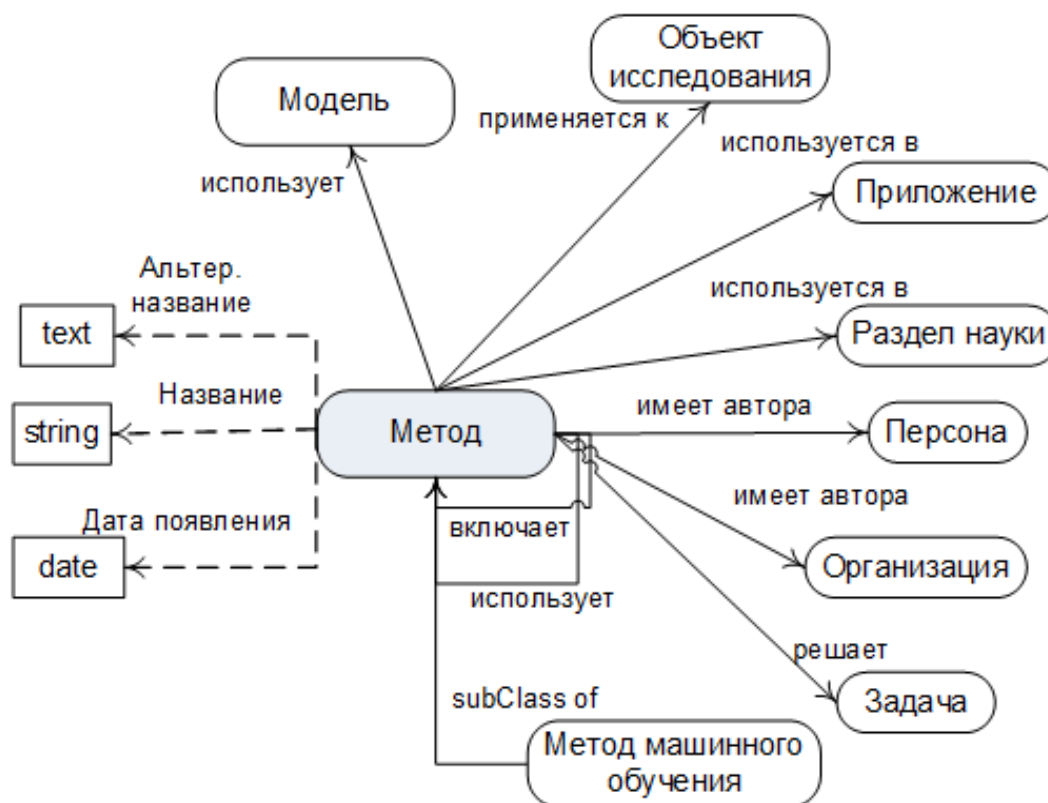 Объект
исследования
Модель
применяется к
используется в
использует
Приложение
Альтер.
название
используется в
text
Раздел науки
Название
имеет автора
string
Метод
Персона
имеет автора
Дата появления
включает
date
Организация
использует
решает
subClass of
Задача
Метод машинного
обучения